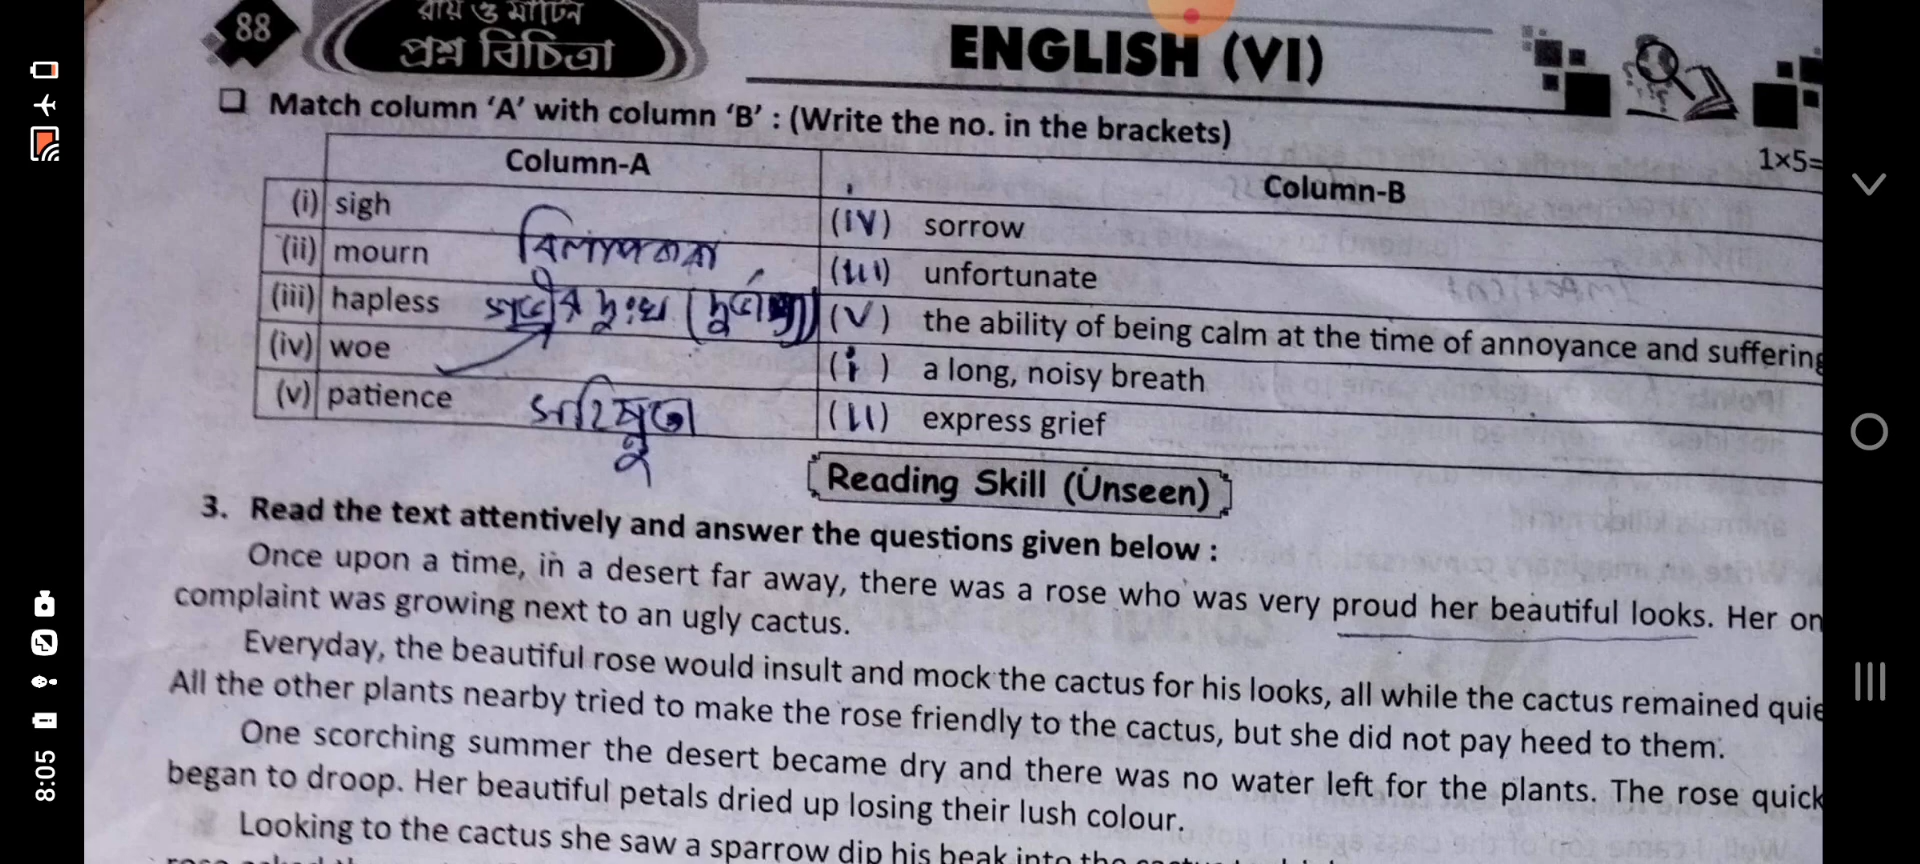 88
রায় ও মার্টিন
প্রশ্ন বিচিত্রা
ENGLISH (VI)
❑ Match column ‘A’ with column ‘B’ : (Write the no. in the brackets)
1×5=
Column-A Column-B
(i) sigh (iv) sorrow
(ii) mourn (iii) unfortunate
(iii) hapless (v) the ability of being calm at the time of annoyance and suffering
(iv) woe (i) a long, noisy breath
(v) patience (ii) express grief
Reading Skill (Unseen)
3. Read the text attentively and answer the questions given below :
Once upon a time, in a desert far away, there was a rose who was very proud her beautiful looks. Her on
complaint was growing next to an ugly cactus.
Everyday, the beautiful rose would insult and mock the cactus for his looks, all while the cactus remained quie
All the other plants nearby tried to make the rose friendly to the cactus, but she did not pay heed to them.
One scorching summer the desert became dry and there was no water left for the plants. The rose quick
began to droop. Her beautiful petals dried up losing their lush colour.
Looking to the cactus she saw a sparrow dip his beak into the
8:05